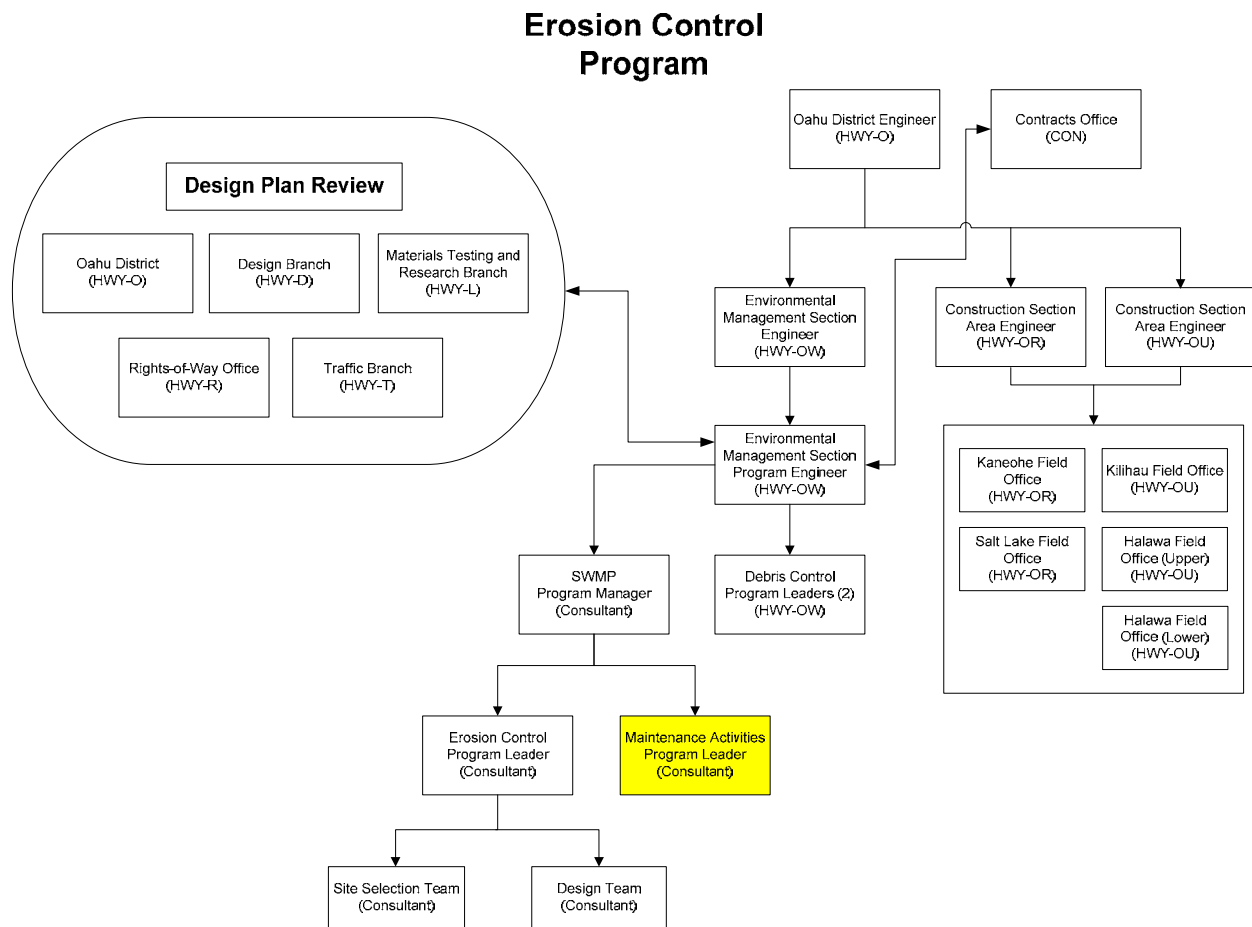 Erosion Control
Program
Oahu District Engineer
(HWY-O)
Contracts Office
(CON)
Design Plan Review
Oahu District
(HWY-O)
Design Branch
(HWY-D)
Materials Testing and
Research Branch
(HWY-L)
Rights-of-Way Office
(HWY-R)
Traffic Branch
(HWY-T)
Environmental
Management Section
Engineer
(HWY-OW)
Construction Section
Area Engineer
(HWY-OR)
Construction Section
Area Engineer
(HWY-OU)
Environmental
Management Section
Program Engineer
(HWY-OW)
Kaneohe Field
Office
(HWY-OR)
Kilihau Field Office
(HWY-OU)
Salt Lake Field
Office
(HWY-OR)
Halawa Field
Office (Upper)
(HWY-OU)
Halawa Field
Office (Lower)
(HWY-OU)
SWMP
Program Manager
(Consultant)
Debris Control
Program Leaders (2)
(HWY-OW)
Erosion Control
Program Leader
(Consultant)
Maintenance Activities
Program Leader
(Consultant)
Site Selection Team
(Consultant)
Design Team
(Consultant)